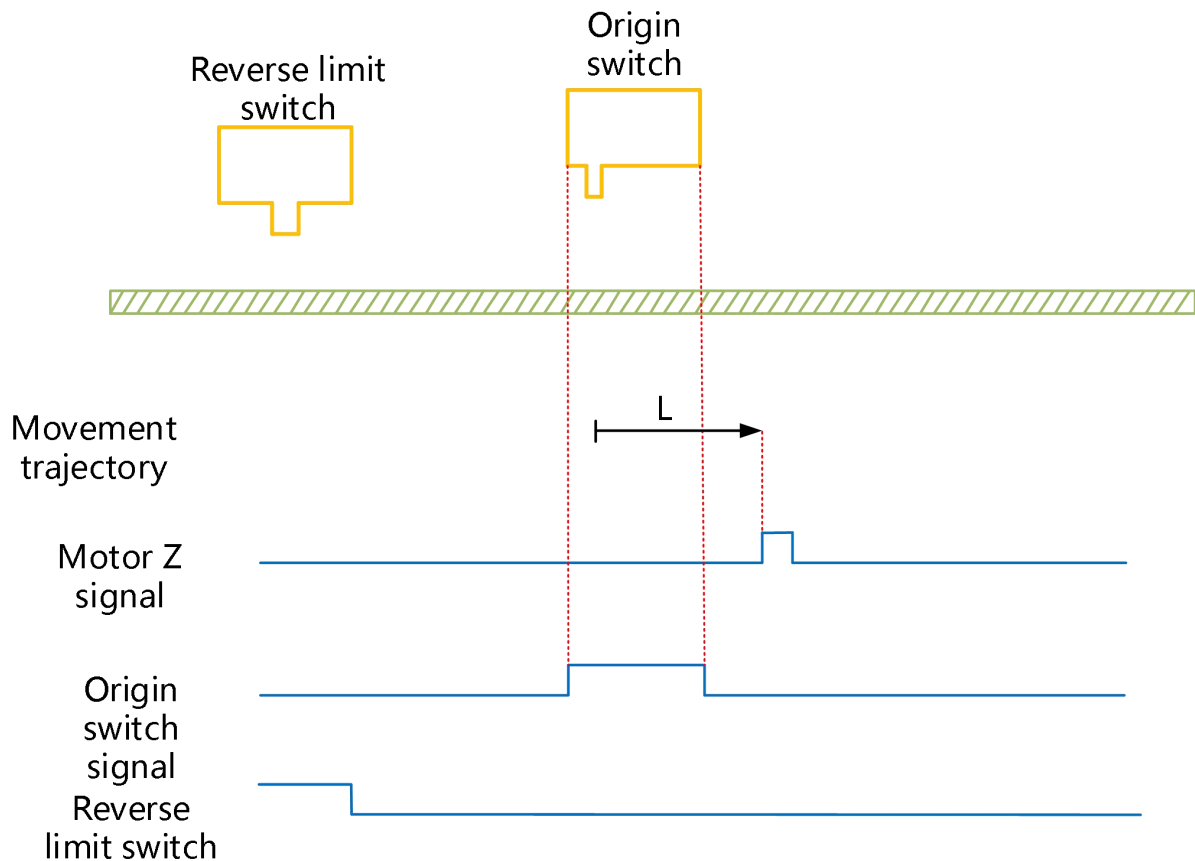 Origin
switch
Reverse limit
switch
L
Movement
trajectory
Motor Z
signal
Origin
switch
signal
Reverse
limit switch